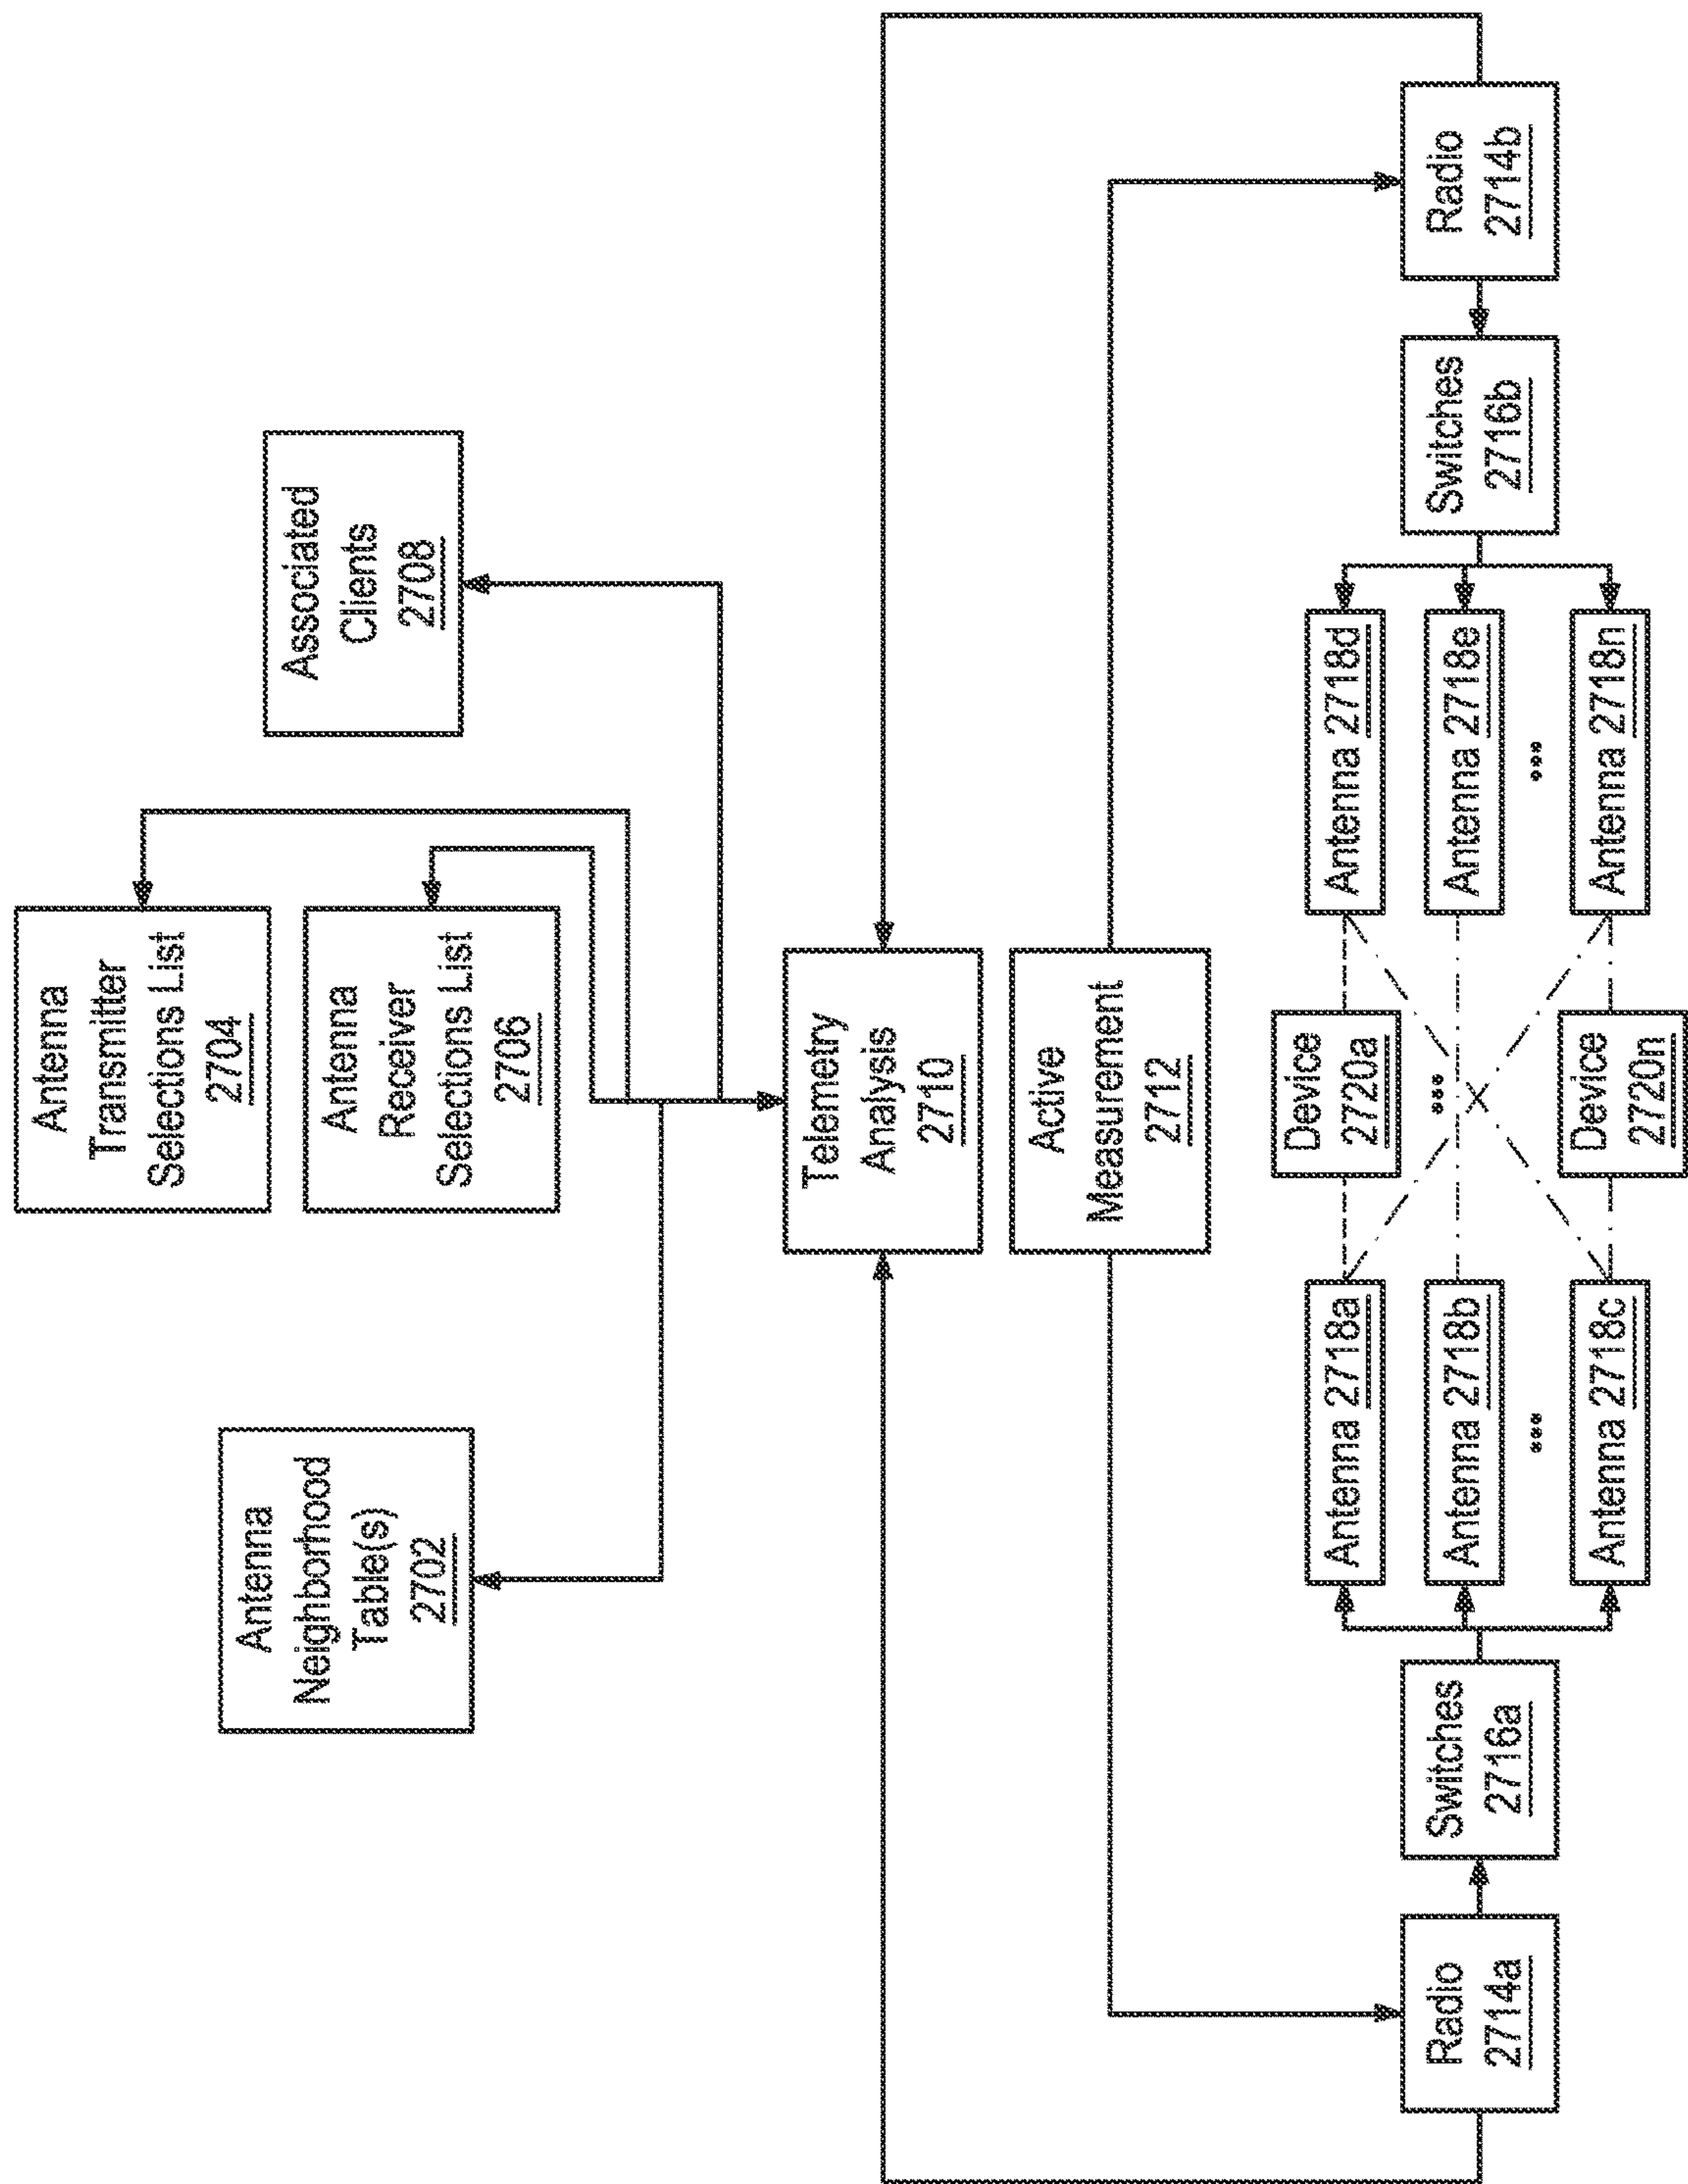 Antenna
Transmitter
Selections List
2704
Antenna
Receiver
Selections List
2706
Antenna
Neighborhood
Table(s)
2702
Associated
Clients
2708
Telemetry
Analysis
2710
Active
Measurement
2712
Radio
2714a
Switches
2716a
Antenna 2718a
Antenna 2718b
•••
Antenna 2718c
Device
2720a
•••
Device
2720n
Antenna 2718d
Antenna 2718e
•••
Antenna 2718n
Switches
2716b
Radio
2714b